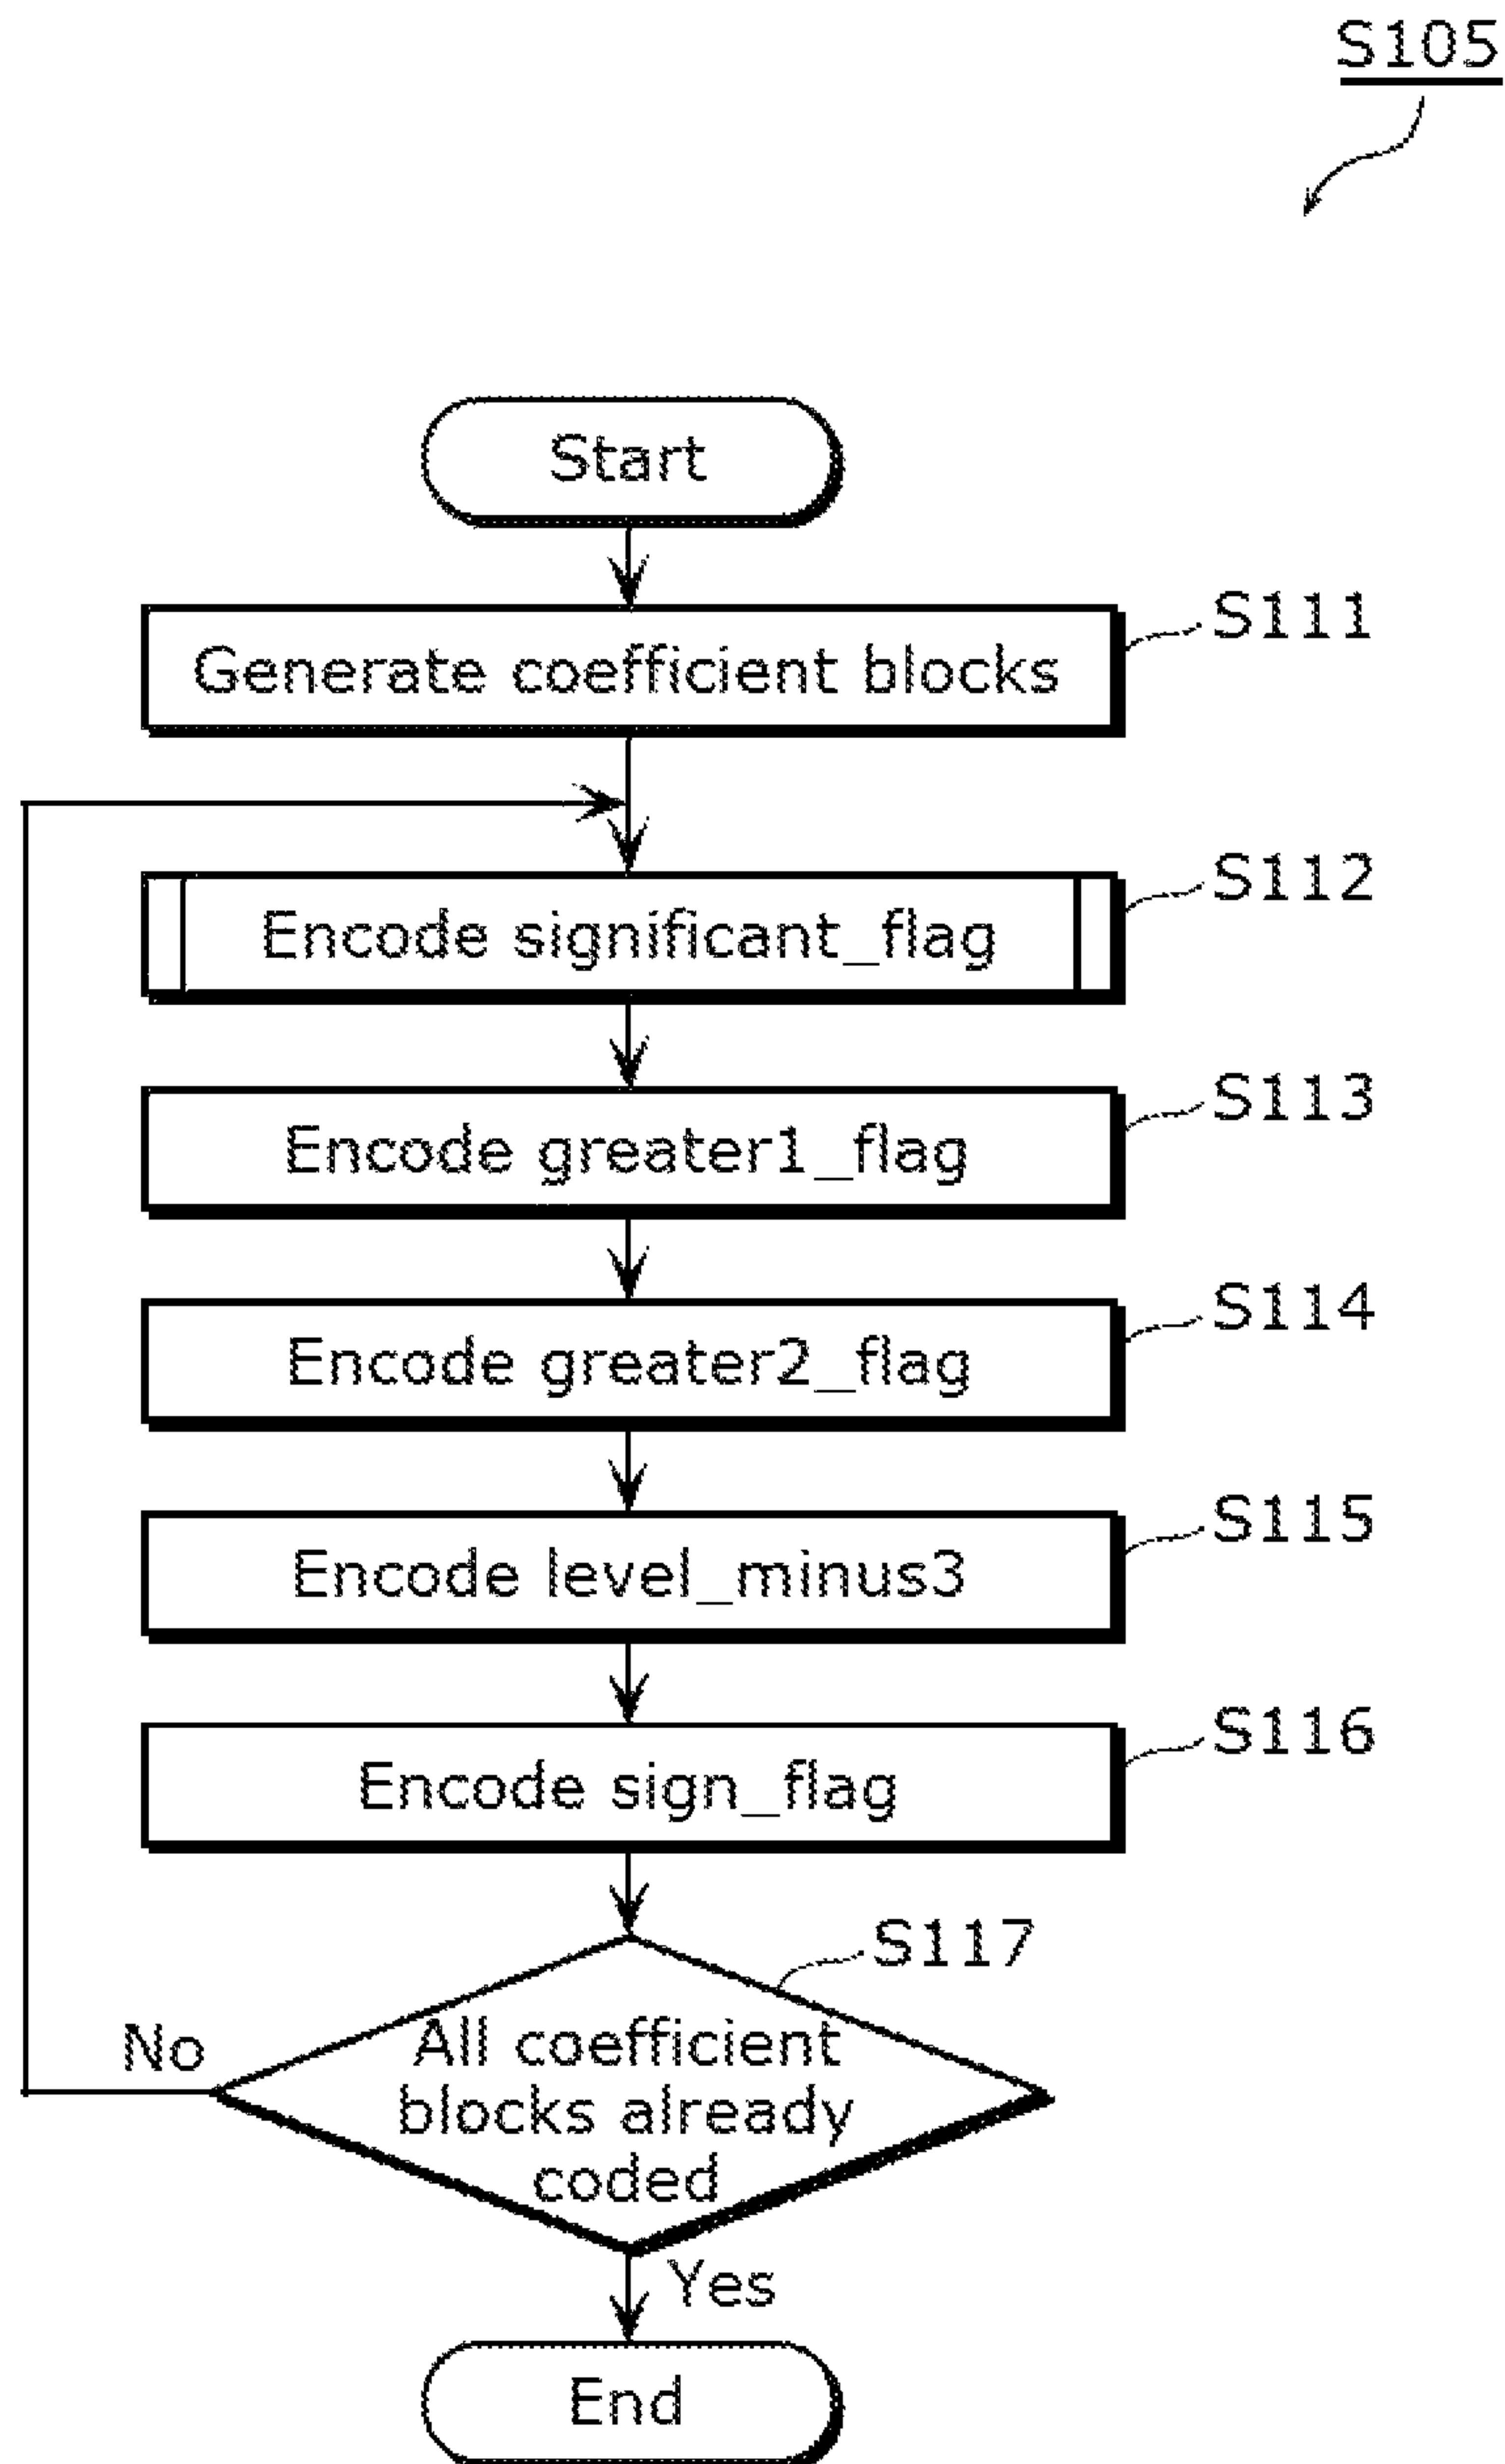 S105
Start
Generate coefficient blocks
S111
Encode significant_flag
S112
Encode greater1_flag
S113
Encode greater2_flag
S114
Encode level_minus3
S115
Encode sign_flag
S116
S117
All coefficient
blocks already
coded
No
Yes
End